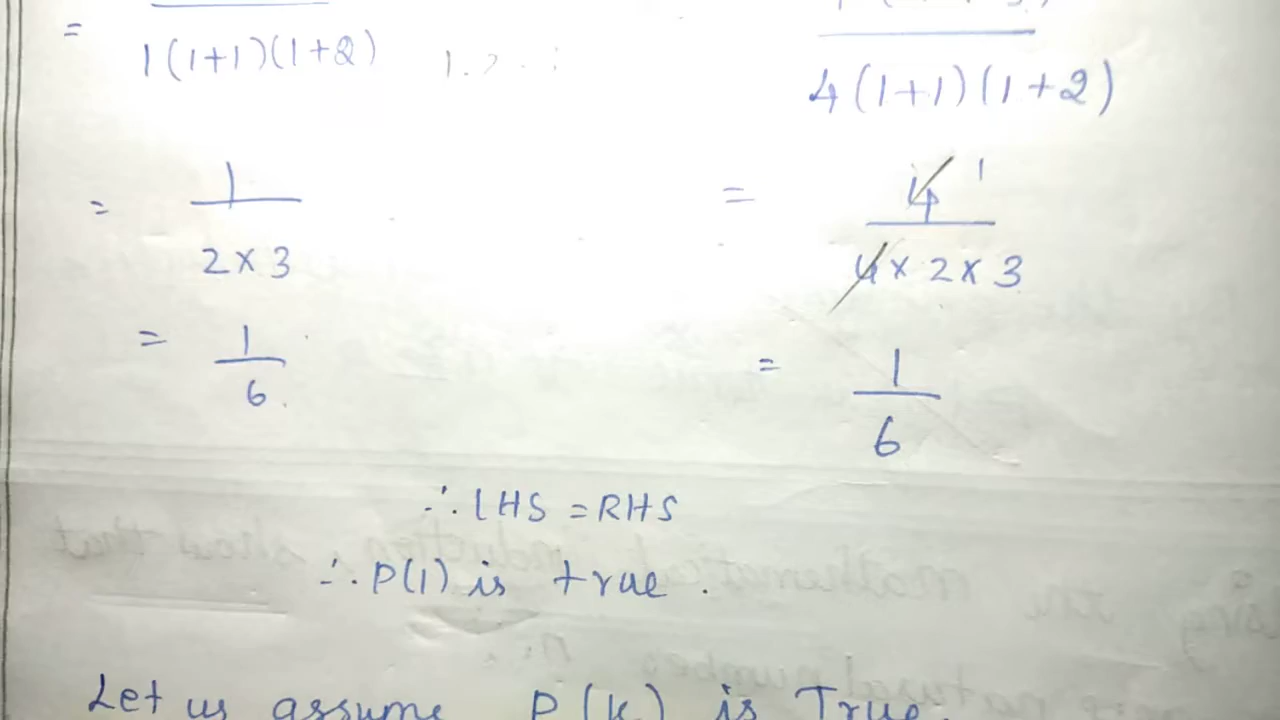 = 1(1+1)(1+2)
4(1+1)(1+2)
= 1 / 2 × 3
= 4 1 / 4 × 2 × 3
= 1 / 6
= 1 / 6
∴ LHS = RHS
∴ P(1) is true .
Let us assume P(k) is True.